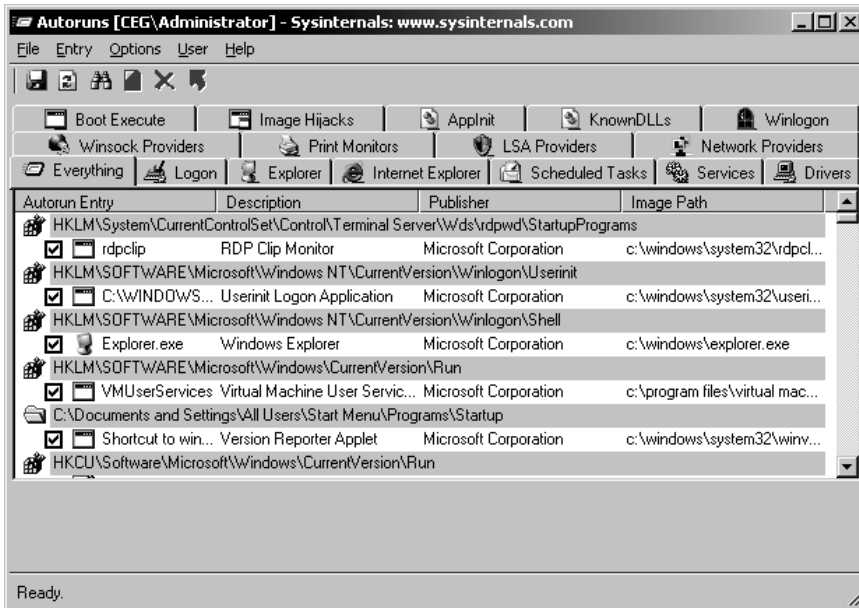 Autoruns [CEG\Administrator] - Sysinternals: www.sysinternals.com
File Entry Options User Help
Boot Execute Image Hijacks AppInit KnownDLLs Winlogon
Winsock Providers Print Monitors LSA Providers Network Providers
Everything Logon Explorer Internet Explorer Scheduled Tasks Services Drivers
Autorun Entry Description Publisher Image Path
HKLM\System\CurrentControlSet\Control\Terminal Server\Wds\rdpwd\StartupPrograms
rdpclip RDP Clip Monitor Microsoft Corporation c:\windows\system32\rdpcl...
HKLM\SOFTWARE\Microsoft\Windows NT\CurrentVersion\Winlogon\Userinit
C:\WINDOWS... Userinit Logon Application Microsoft Corporation c:\windows\system32\useri...
HKLM\SOFTWARE\Microsoft\Windows NT\CurrentVersion\Winlogon\Shell
Explorer.exe Windows Explorer Microsoft Corporation c:\windows\explorer.exe
HKLM\SOFTWARE\Microsoft\Windows\CurrentVersion\Run
VMUserServices Virtual Machine User Servic... Microsoft Corporation c:\program files\virtual mac...
C:\Documents and Settings\All Users\Start Menu\Programs\Startup
Shortcut to win... Version Reporter Applet Microsoft Corporation c:\windows\system32\winv...
HKCU\Software\Microsoft\Windows\CurrentVersion\Run
Ready.